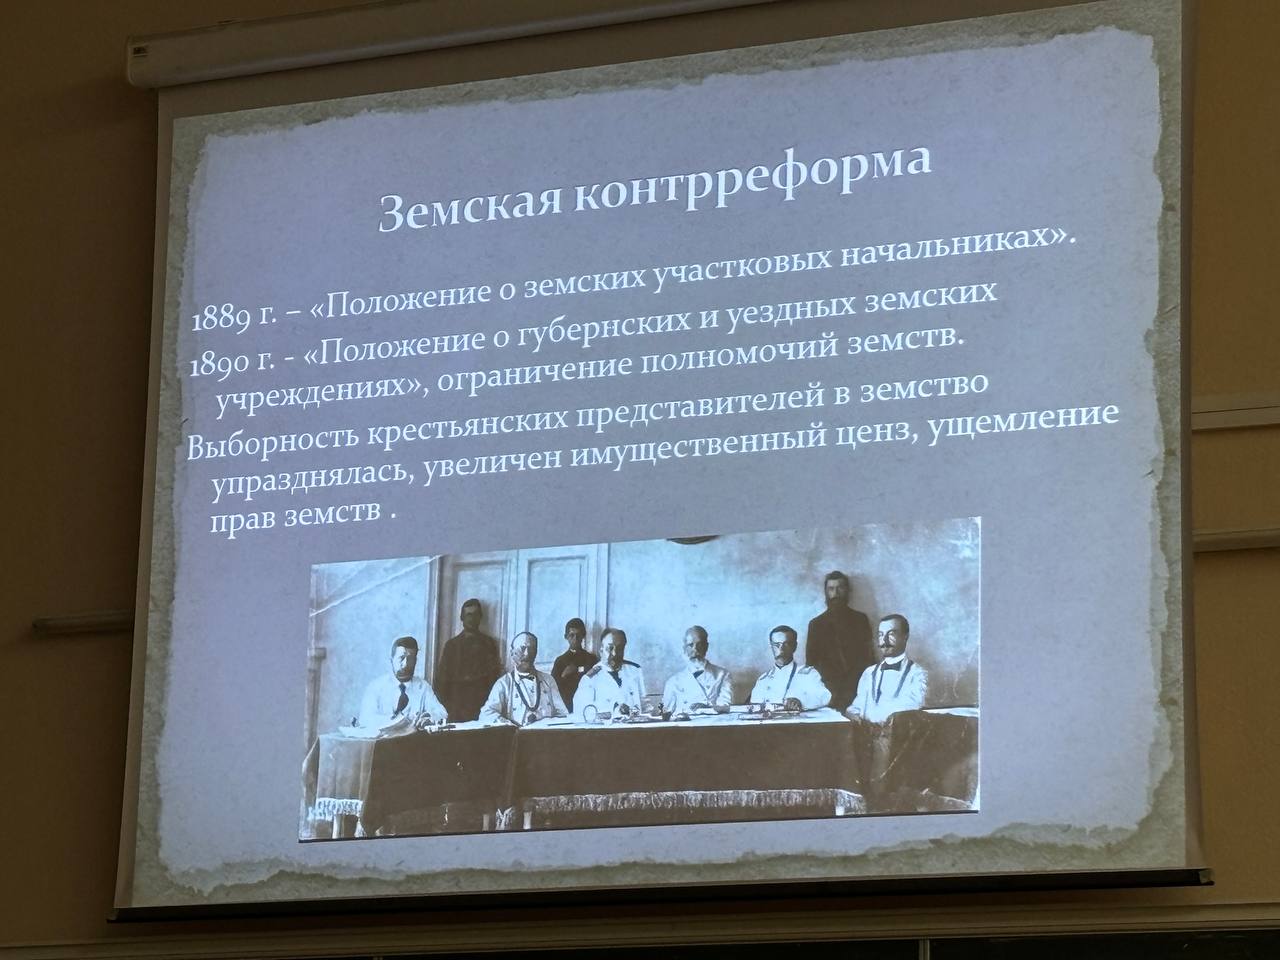 Земская контрреформа
1889 г. – «Положение о земских участковых начальниках».
1890 г. - «Положение о губернских и уездных земских
учреждениях», ограничение полномочий земств.
Выборность крестьянских представителей в земство
упразднялась, увеличен имущественный ценз, ущемление
прав земств .